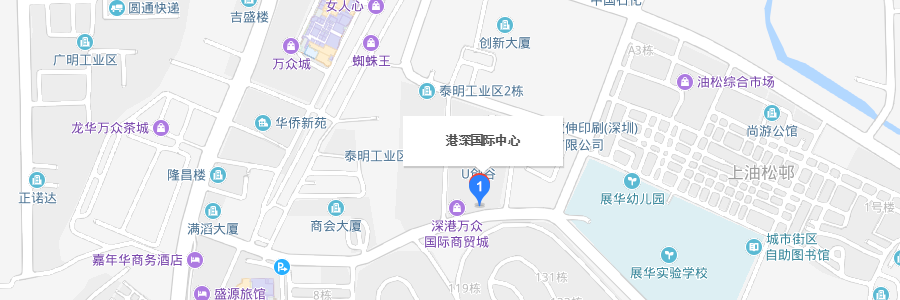 圆通快递
吉盛楼
女人心
中国石化
创新大厦
A3栋
广明工业区
万众城
蜘蛛王
油松综合市场
泰明工业区2栋
尚游公馆
龙华万众茶城
华侨新苑
伸印刷(深圳)
有限公司
港深国际中心
泰明工业区
隆昌楼
U创谷
上油松邨
1
正诺达
展华幼儿园
1号楼
满滔大厦
商会大厦
深港万众
国际商贸城
城市街区
自助图书馆
嘉年华商务酒店
P
展华实验学校
131栋
盛源旅馆
8栋
119栋
132栋